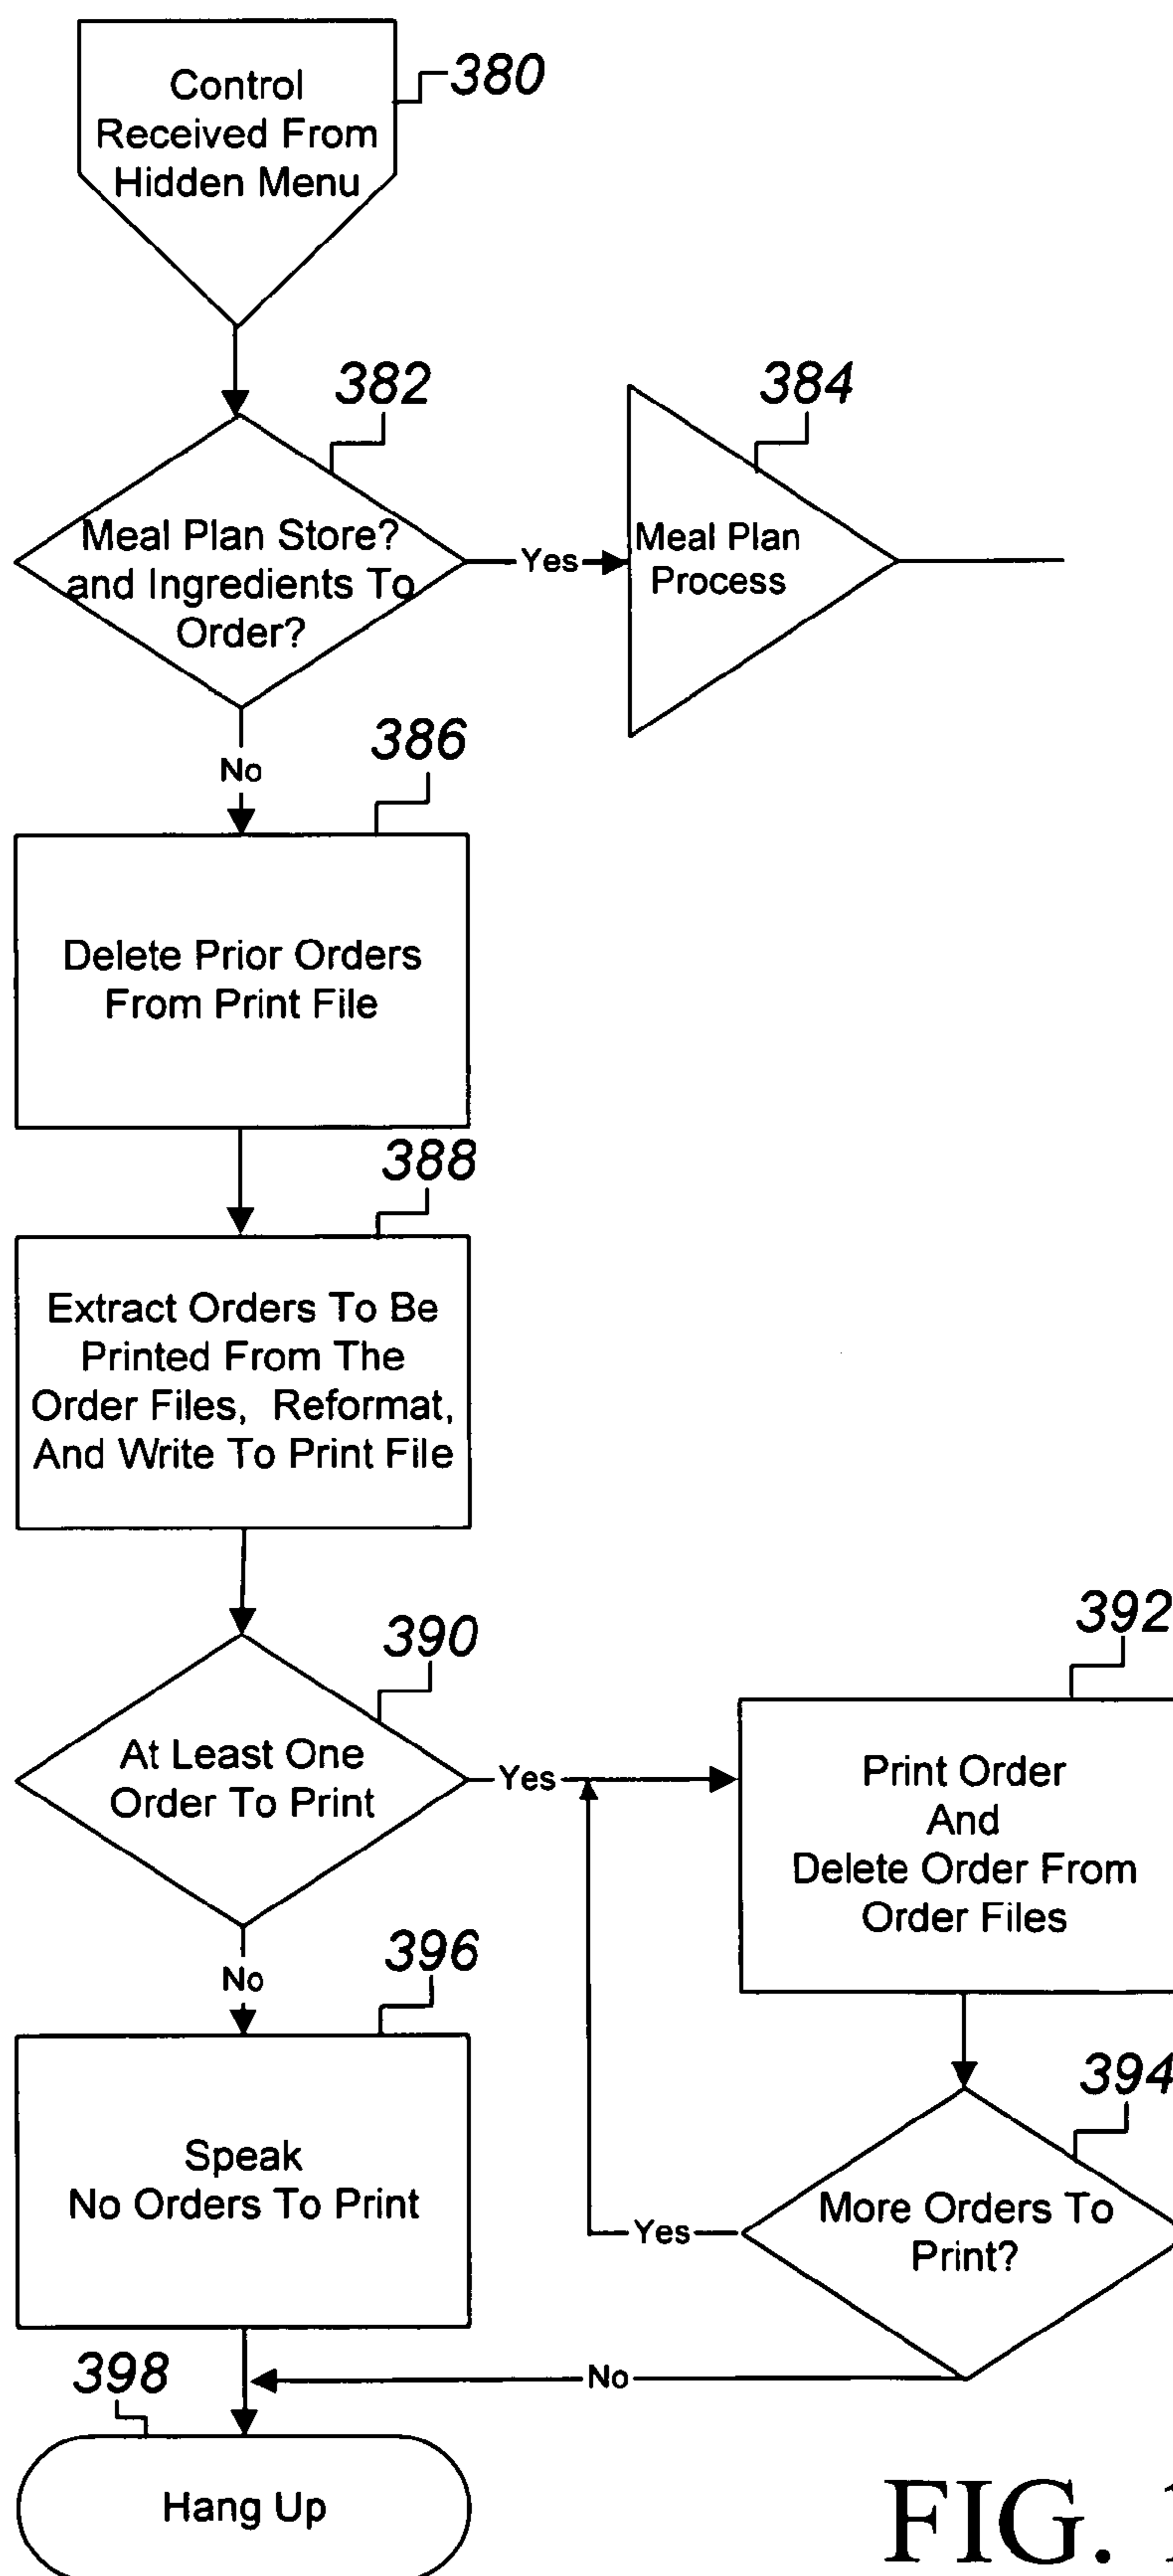 Control
Received From
Hidden Menu
380
382
Meal Plan Store?
and Ingredients To
Order?
Yes
384
Meal Plan
Process
No
386
Delete Prior Orders
From Print File
388
Extract Orders To Be
Printed From The
Order Files, Reformat,
And Write To Print File
390
At Least One
Order To Print
Yes
392
Print Order
And
Delete Order From
Order Files
No
396
Speak
No Orders To Print
394
More Orders To
Print?
Yes
No
398
Hang Up
FIG.